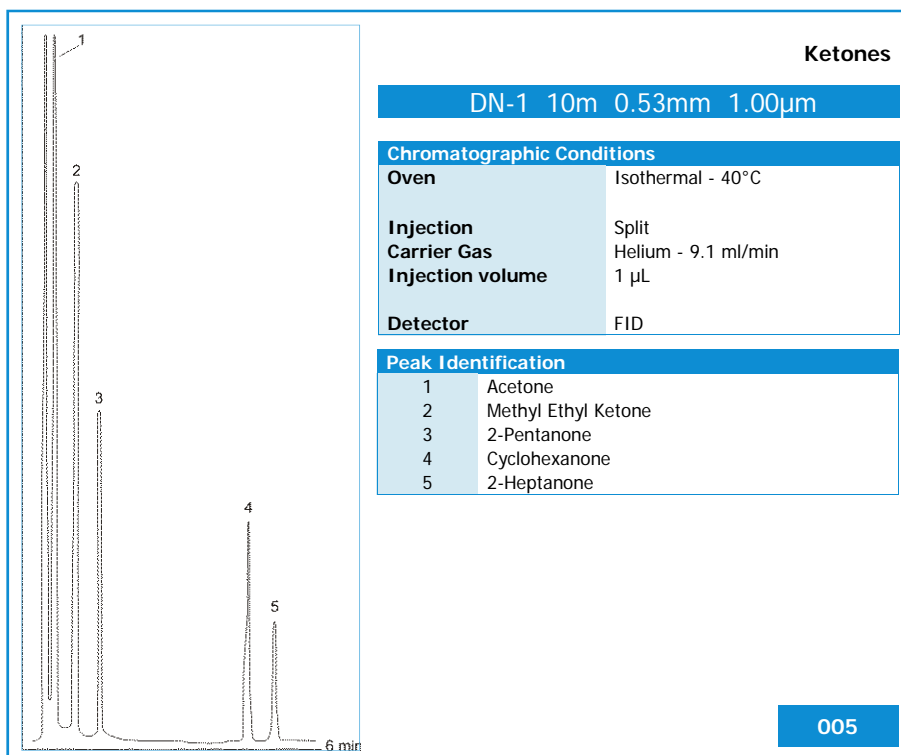 Ketones
DN-1 10m 0.53mm 1.00µm
Chromatographic Conditions
Oven Isothermal - 40°C
Injection Split
Carrier Gas Helium - 9.1 ml/min
Injection volume 1 µL
Detector FID
Peak Identification
1 Acetone
2 Methyl Ethyl Ketone
3 2-Pentanone
4 Cyclohexanone
5 2-Heptanone
1
2
3
4
5
6 min
005